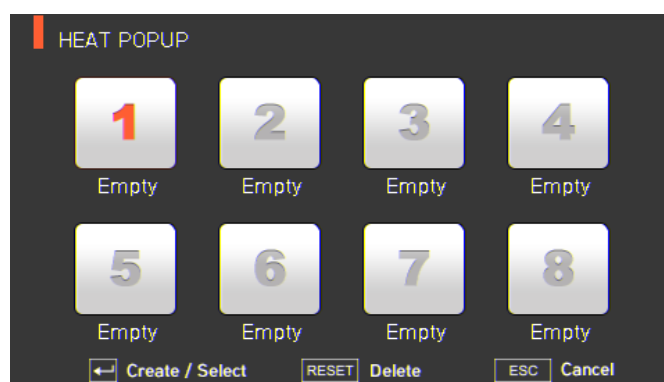 HEAT POPUP
1 2 3 4
Empty Empty Empty Empty
5 6 7 8
Empty Empty Empty Empty
Create / Select RESET Delete ESC Cancel